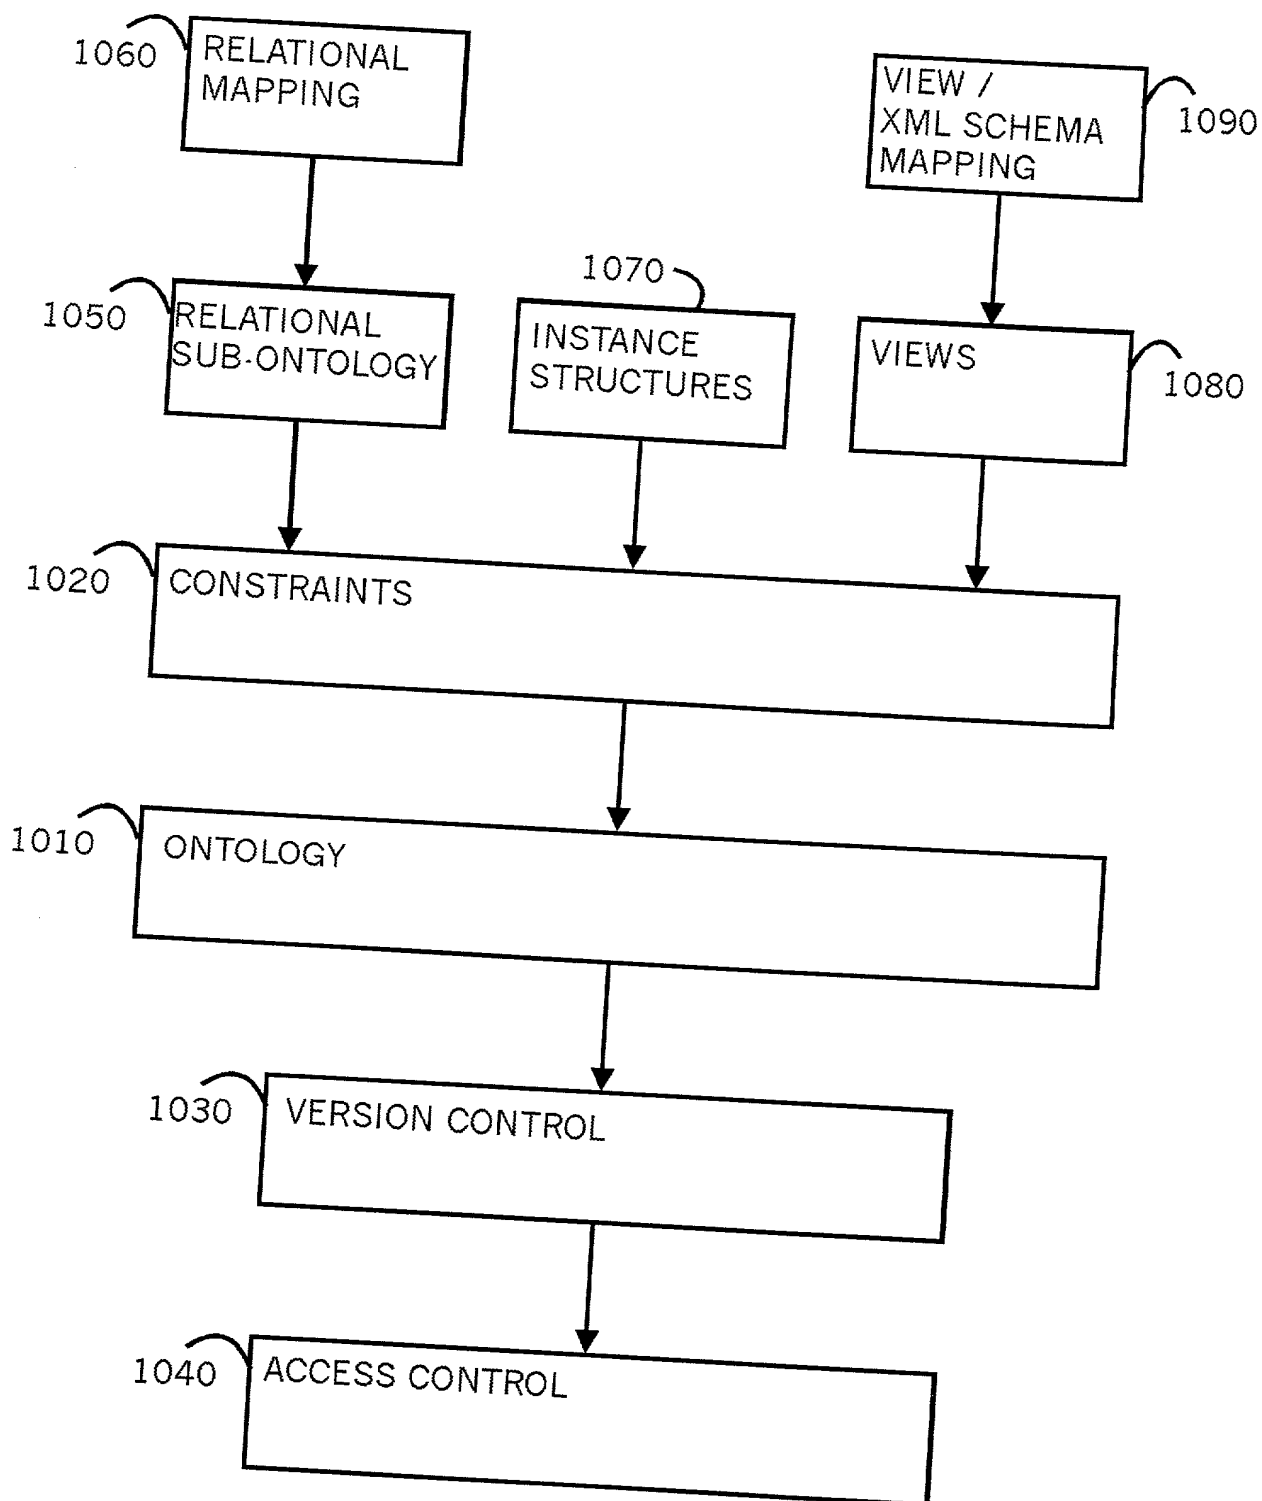 1060
RELATIONAL
MAPPING
VIEW /
XML SCHEMA
MAPPING
1090
1050
RELATIONAL
SUB-ONTOLOGY
1070
INSTANCE
STRUCTURES
VIEWS
1080
1020
CONSTRAINTS
1010
ONTOLOGY
1030
VERSION CONTROL
1040
ACCESS CONTROL